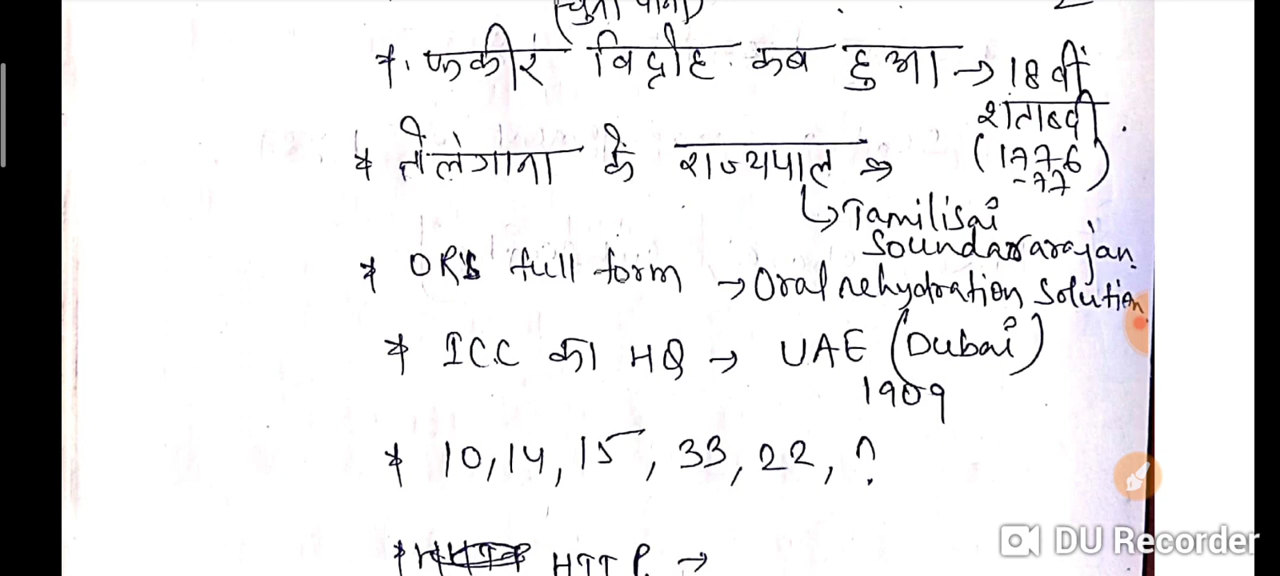 (चुनी पानी)
*. फकीर विद्रोह कब हुआ → 18 वीं
शताब्दी.
(1776
-77)
* तेलंगाना के राज्यपाल ⇒
↳ Tamilisai
Soundararajan.
* ORS full form → Oral rehydration Solution
* ICC का HQ → UAE (Dubai)
1909
* 10, 14, 15, 33, 22, ?
* HTTP →
DU Recorder